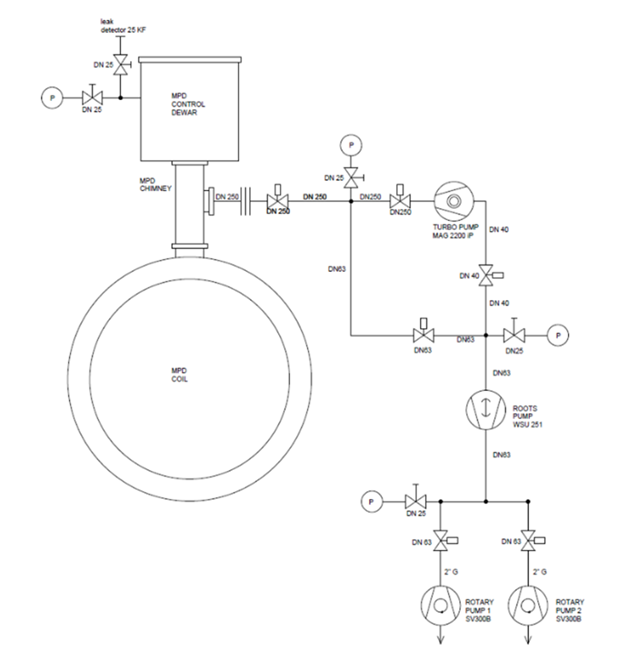 leak
detector 25 KF
DN 25
P
DN 25
MPD
CONTROL
DEWAR
MPD
CHIMNEY
DN 250
DN 250
DN 250
P
DN 25
DN250
DN250
TURBO PUMP
MAG 2200 iP
DN 40
DN 40
DN 40
DN63
DN63
DN63
DN25
P
DN63
MPD
COIL
ROOTS
PUMP
WSU 251
DN63
P
DN 25
DN 63
DN 63
2" G
2" G
ROTARY
PUMP 1
SV300B
ROTARY
PUMP 2
SV300B